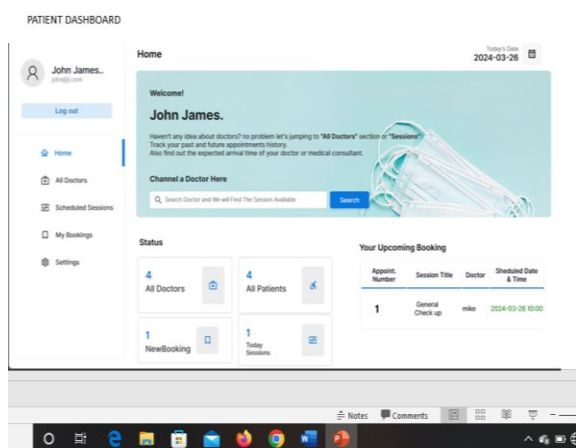 PATIENT DASHBOARD
John James..
Log out
Home
All Doctors
Scheduled Sessions
My Bookings
Settings
Home
Today's Date
2024-03-26
Welcome!
John James.
Haven't any idea about doctors? no problem let's jumping to "All Doctors" section or "Sessions"
Track your past and future appointments history.
Also find out the expected arrival time of your doctor or medical consultant.
Channel a Doctor Here
Search Doctor and We will Find The Session Available
Search
Status
4
All Doctors
4
All Patients
1
NewBooking
1
Today
Sessions
Your Upcoming Booking
Appoint. Number Session Title Doctor Sheduled Date & Time
1 General Check up mike 2024-03-26 10:00
Notes Comments